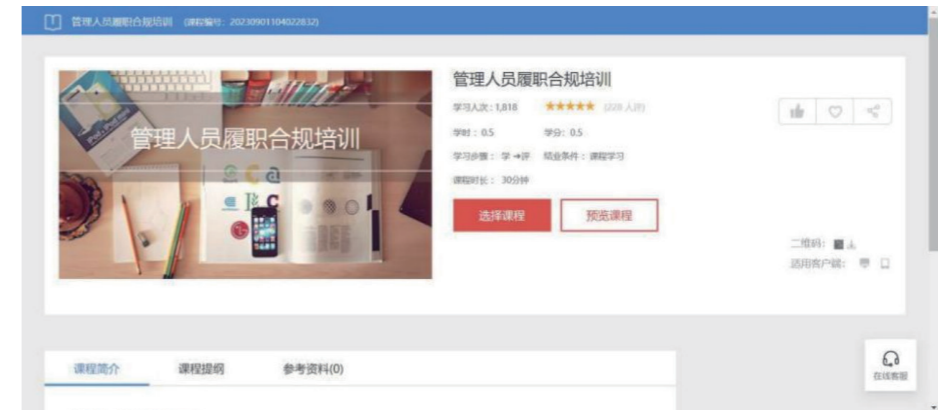 管理人员履职合规培训 (课程编号: 20230901104022832)
管理人员履职合规培训
管理人员履职合规培训
学习人次: 1,818 ★★★★★ (228 人评)
学时: 0.5 学分: 0.5
学习步骤: 学 →评 结业条件: 课程学习
课程时长: 30分钟
选择课程 预览课程
二维码:
适用客户端:
课程简介 课程提纲 参考资料(0)
在线客服